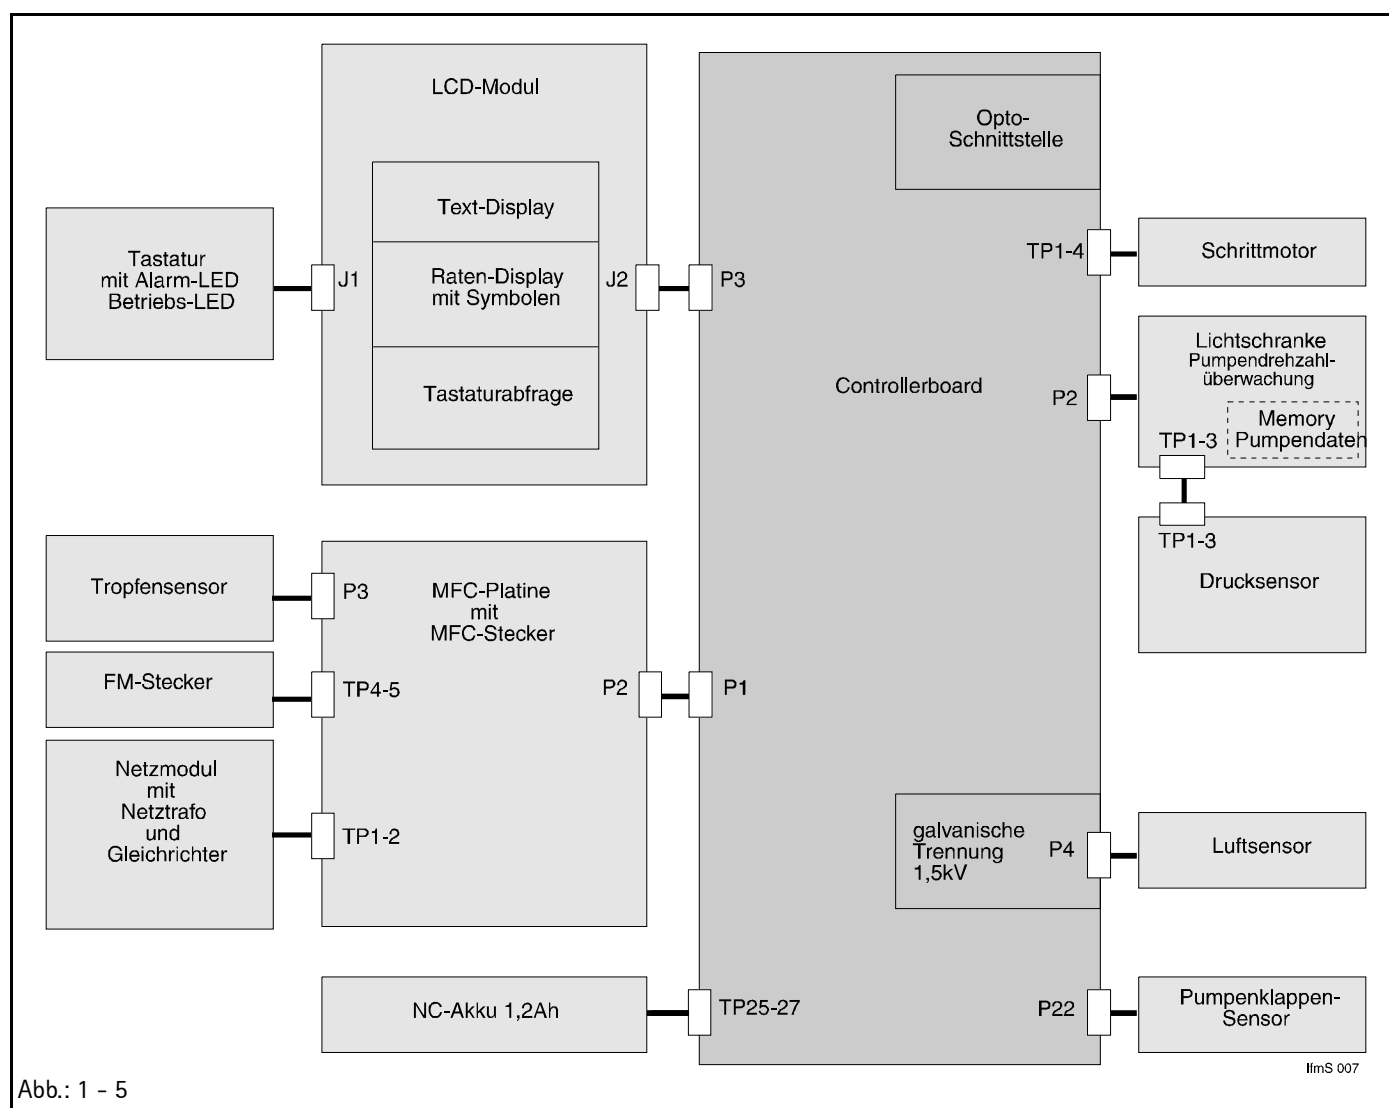 LCD-Modul
Text-Display
Raten-Display
mit Symbolen
Tastaturabfrage
Tastatur
mit Alarm-LED
Betriebs-LED
J1
J2
P3
Opto-
Schnittstelle
Controllerboard
TP1-4
Schrittmotor
P2
Lichtschranke
Pumpendrehzahl-
überwachung
Memory
Pumpendaten
TP1-3
TP1-3
Drucksensor
Tropfensensor
P3
MFC-Platine
mit
MFC-Stecker
FM-Stecker
TP4-5
P2
P1
Netzmodul
mit
Netztrafo
und
Gleichrichter
TP1-2
galvanische
Trennung
1,5kV
P4
Luftsensor
NC-Akku 1,2Ah
TP25-27
P22
Pumpenklappen-
Sensor
lfmS 007
Abb.: 1 - 5